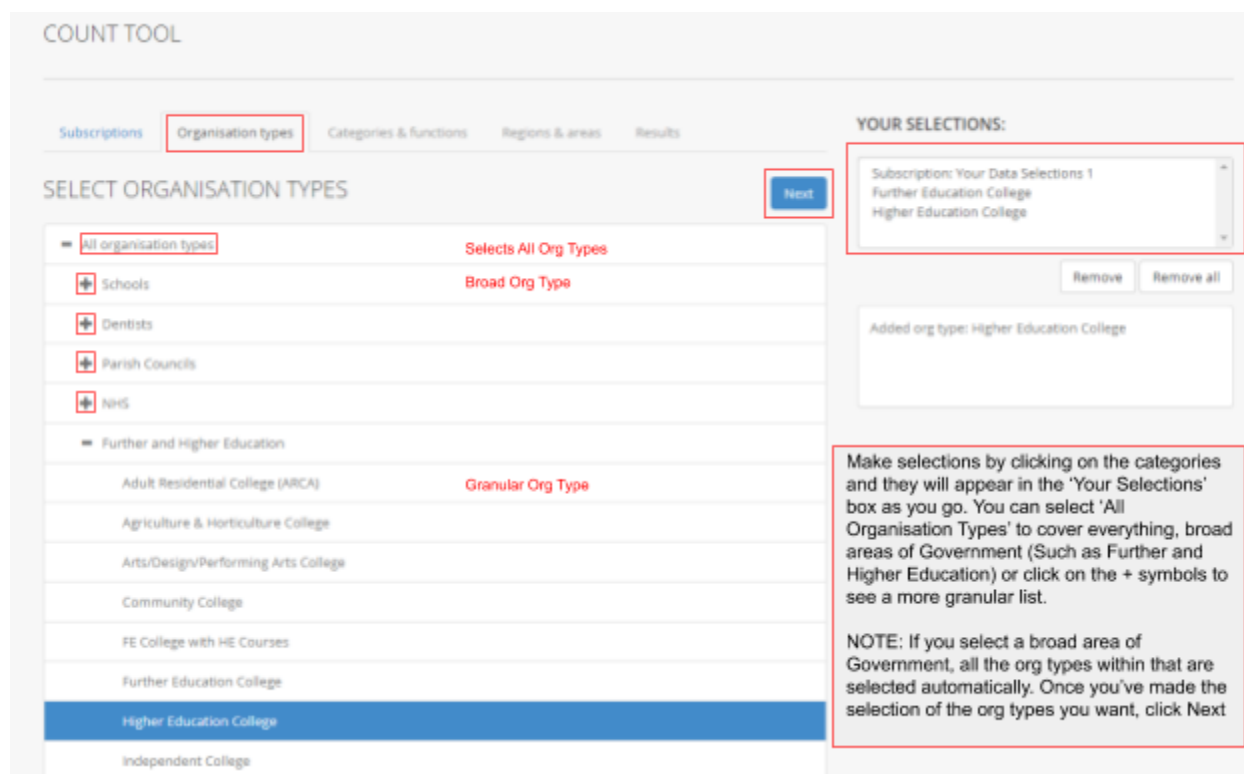 COUNT TOOL
Subscriptions
Organisation types
Categories & functions
Regions & areas
Results
YOUR SELECTIONS:
SELECT ORGANISATION TYPES
Next
Subscription: Your Data Selections 1
Further Education College
Higher Education College
Remove
Remove all
Added org type: Higher Education College
All organisation types
Selects All Org Types
Schools
Broad Org Type
Dentists
Parish Councils
NHS
Further and Higher Education
Adult Residential College (ARCA)
Granular Org Type
Agriculture & Horticulture College
Arts/Design/Performing Arts College
Community College
FE College with HE Courses
Further Education College
Higher Education College
Independent College
Make selections by clicking on the categories
and they will appear in the ‘Your Selections’
box as you go. You can select ‘All
Organisation Types’ to cover everything, broad
areas of Government (Such as Further and
Higher Education) or click on the + symbols to
see a more granular list.
NOTE: If you select a broad area of
Government, all the org types within that are
selected automatically. Once you’ve made the
selection of the org types you want, click Next